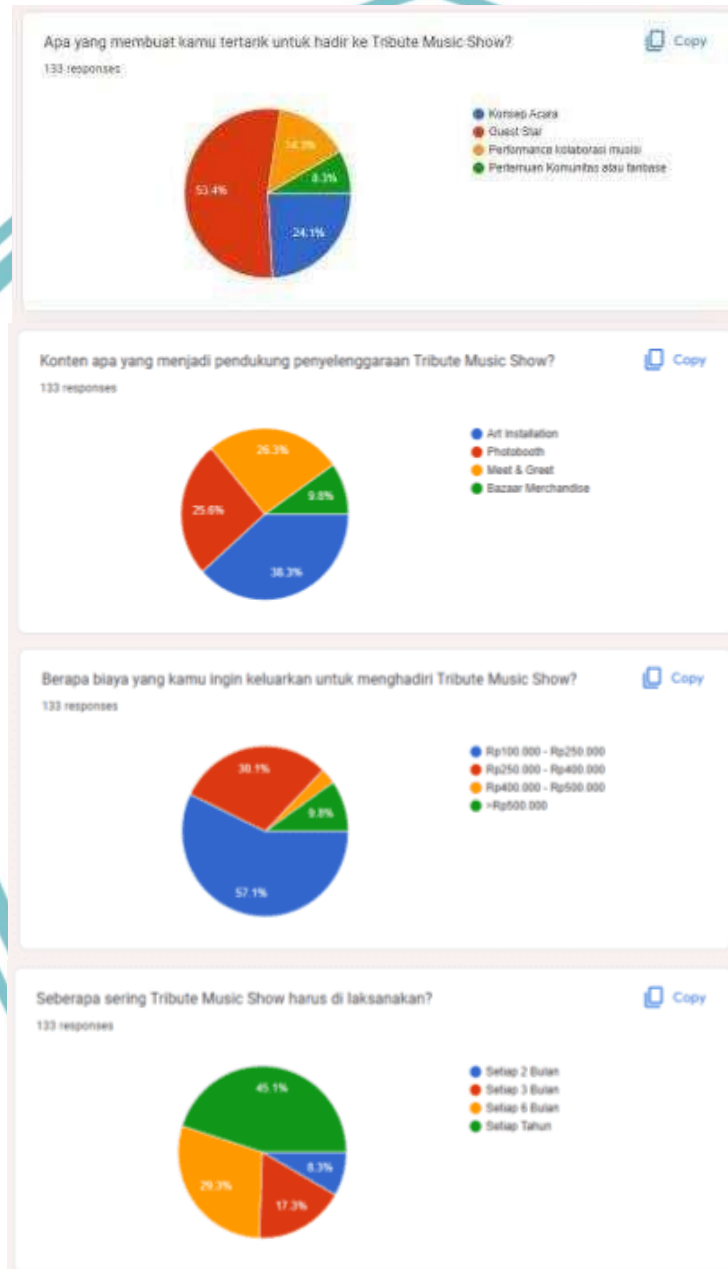 Apa yang membuat kamu tertarik untuk hadir ke Tribute Music Show?
Copy
133 responses
Konsep Acara
Guest Star
Performance kolaborasi musisi
Pertemuan Komunitas atau fanbase
14.3%
8.3%
53.4%
24.1%
Konten apa yang menjadi pendukung penyelenggaraan Tribute Music Show?
Copy
133 responses
Art Installation
Photobooth
Meet & Greet
Bazaar Merchandise
26.3%
9.8%
25.6%
38.3%
Berapa biaya yang kamu ingin keluarkan untuk menghadiri Tribute Music Show?
Copy
133 responses
Rp100.000 - Rp250.000
Rp250.000 - Rp400.000
Rp400.000 - Rp500.000
>Rp500.000
30.1%
9.8%
57.1%
Seberapa sering Tribute Music Show harus di laksanakan?
Copy
133 responses
Setiap 2 Bulan
Setiap 3 Bulan
Setiap 6 Bulan
Setiap Tahun
45.1%
8.3%
29.3%
17.3%